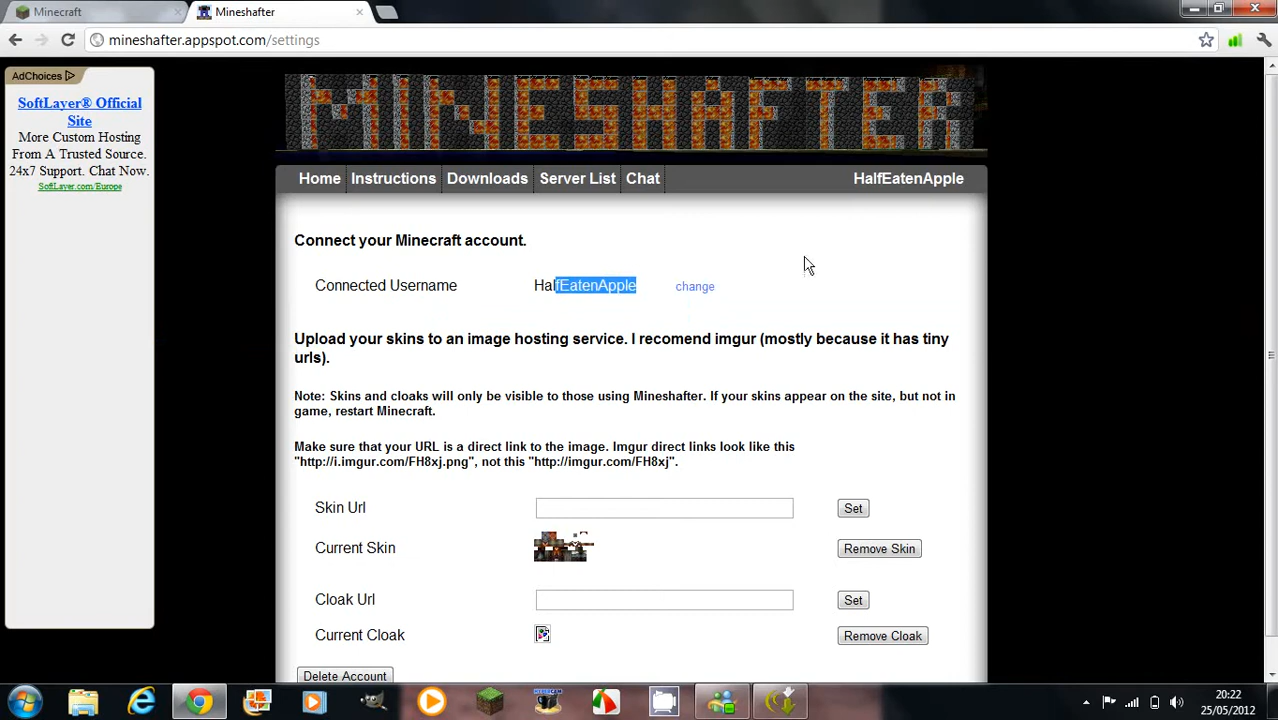 Minecraft
Mineshafter
mineshafter.appspot.com/settings
AdChoices
SoftLayer® Official
Site
More Custom Hosting
From A Trusted Source.
24x7 Support. Chat Now.
SoftLayer.com/Europe
MINESHAFTER
Home
Instructions
Downloads
Server List
Chat
HalfEatenApple
Connect your Minecraft account.
Connected Username HalfEatenApple change
Upload your skins to an image hosting service. I recomend imgur (mostly because it has tiny
urls).
Note: Skins and cloaks will only be visible to those using Mineshafter. If your skins appear on the site, but not in
game, restart Minecraft.
Make sure that your URL is a direct link to the image. Imgur direct links look like this
"http://i.imgur.com/FH8xj.png", not this "http://imgur.com/FH8xj".
Skin Url Set
Current Skin Remove Skin
Cloak Url Set
Current Cloak Remove Cloak
Delete Account
20:22
25/05/2012